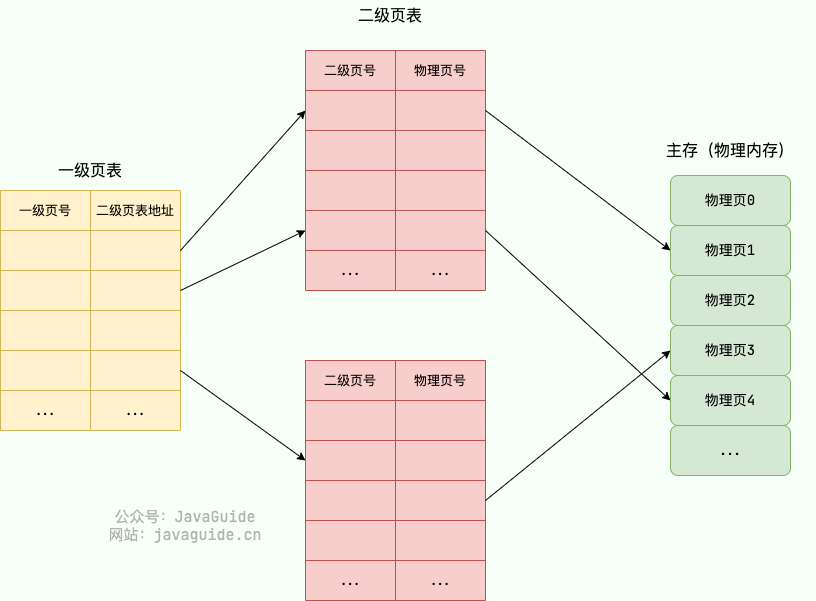 二级页表
二级页号 物理页号
... ...
一级页表
一级页号 二级页表地址
... ...
二级页号 物理页号
... ...
主存（物理内存）
物理页0
物理页1
物理页2
物理页3
物理页4
...
公众号：JavaGuide
网站：javaguide.cn